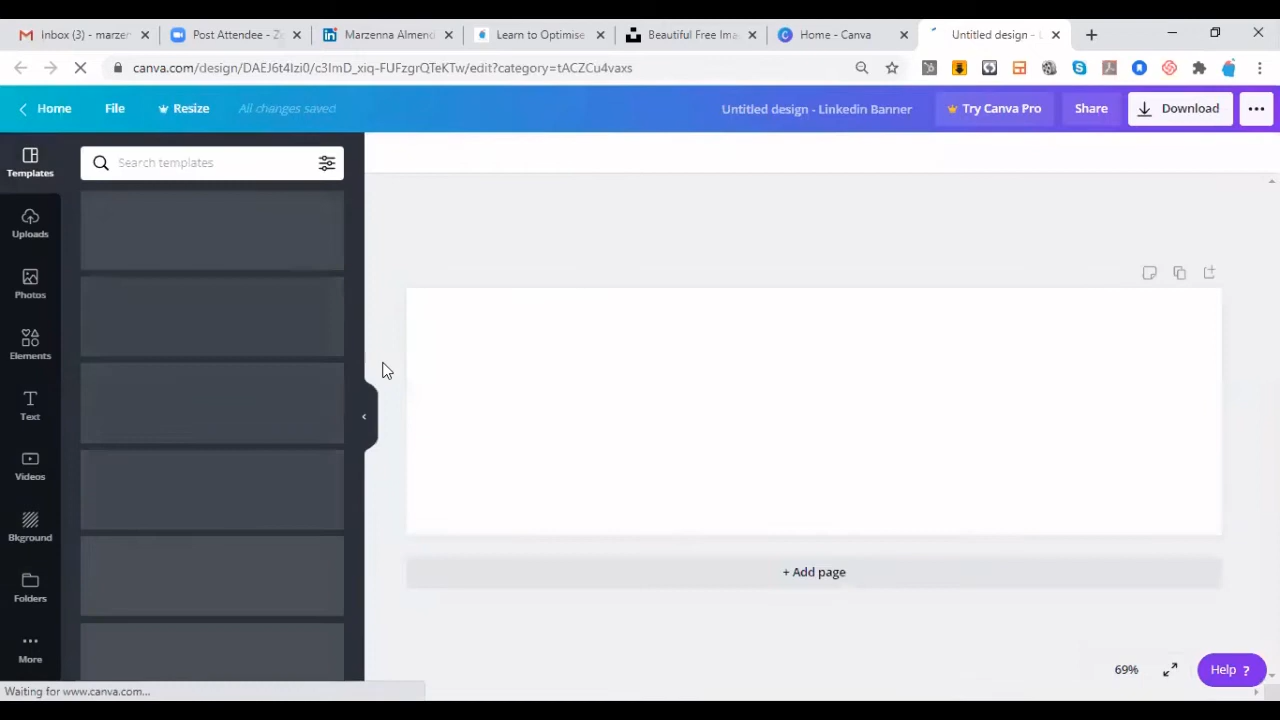 Inbox (3) - marzen
Post Attendee - Z
Marzenna Almend
Learn to Optimise
Beautiful Free Ima
Home - Canva
Untitled design - L
canva.com/design/DAEJ6t4Izi0/c3ImD_xiq-FUFzgrQTeKTw/edit?category=tACZCu4vaxs
Home
File
Resize
All changes saved
Untitled design - Linkedin Banner
Try Canva Pro
Share
Download
Templates
Search templates
Uploads
Photos
Elements
Text
Videos
Bkground
Folders
More
+ Add page
69%
Help ?
Waiting for www.canva.com...